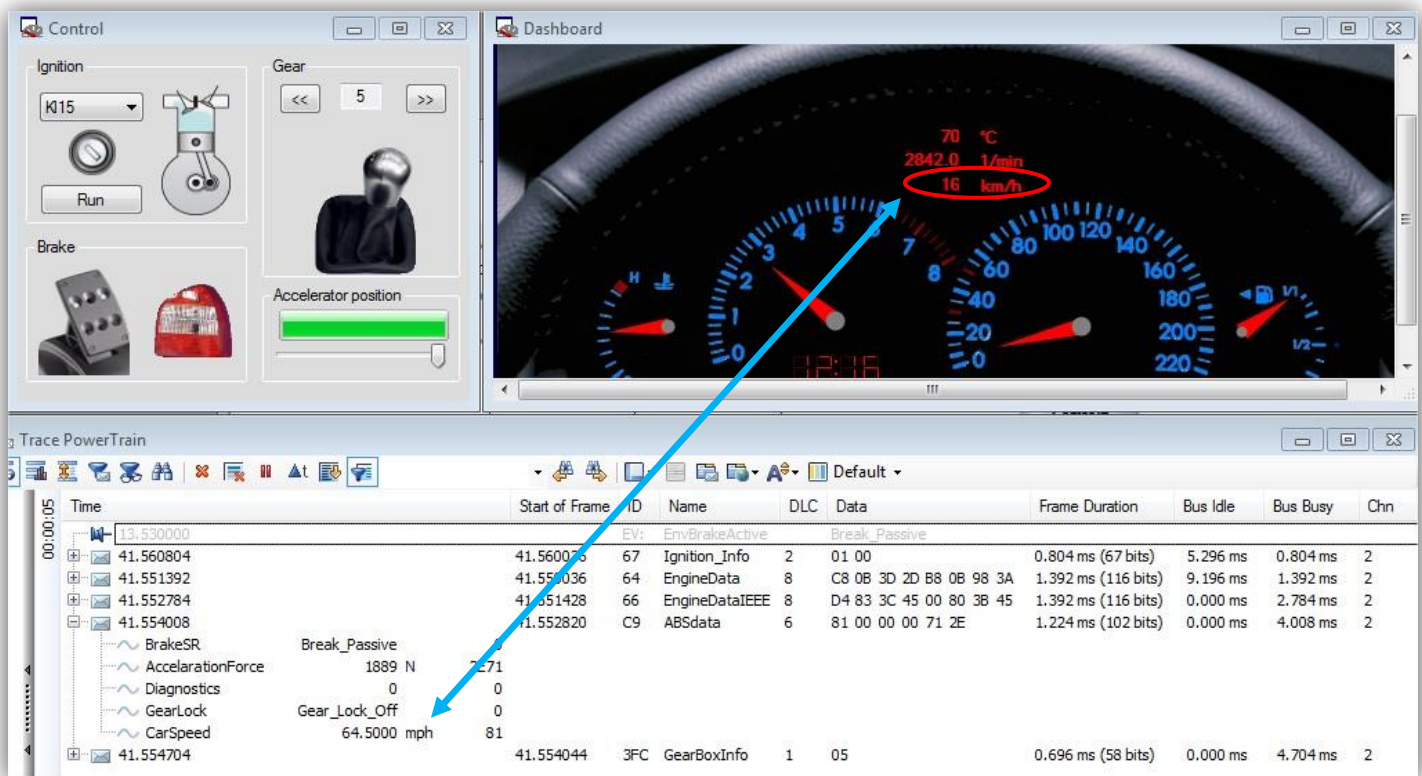 Control
Ignition
Kl15
Run
Brake
Gear
<< 5 >>
Accelerator position
Dashboard
70 °C
2842.0 1/min
16 km/h
0 1 2 3 4 5 6 7 8
0 20 40 60 80 100 120 140 160 180 200 220
H
1/1
1/2
12:16
Trace PowerTrain
Default
00:00:05
Time Start of Frame ID Name DLC Data Frame Duration Bus Idle Bus Busy Chn
13.530000 EV: EnvBrakeActive Break_Passive
41.560804 67 Ignition_Info 2 01 00 0.804 ms (67 bits) 5.296 ms 0.804 ms 2
41.551392 64 EngineData 8 C8 0B 3D 2D B8 0B 98 3A 1.392 ms (116 bits) 9.196 ms 1.392 ms 2
41.552784 41.551428 66 EngineDataIEEE 8 D4 83 3C 45 00 80 3B 45 1.392 ms (116 bits) 0.000 ms 2.784 ms 2
41.554008 41.552820 C9 ABSdata 6 81 00 00 00 71 2E 1.224 ms (102 bits) 0.000 ms 4.008 ms 2
BrakeSR Break_Passive
AccelarationForce 1889 N 2E71
Diagnostics 0 0
GearLock Gear_Lock_Off 0
CarSpeed 64.5000 mph 81
41.554704 41.554044 3FC GearBoxInfo 1 05 0.696 ms (58 bits) 0.000 ms 4.704 ms 2